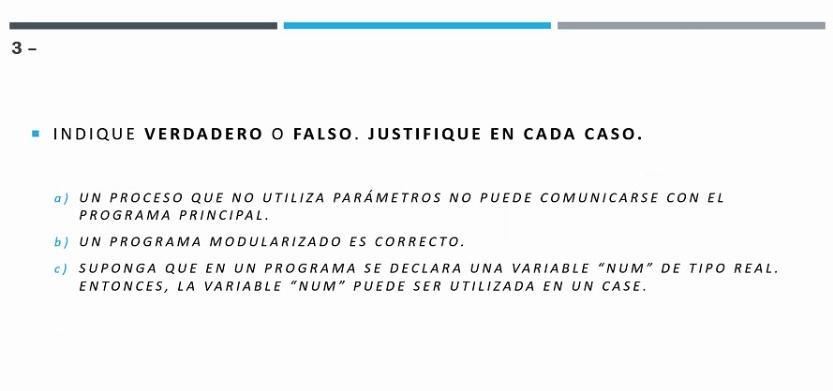 3 –
INDIQUE VERDADERO O FALSO. JUSTIFIQUE EN CADA CASO.
a) UN PROCESO QUE NO UTILIZA PARÁMETROS NO PUEDE COMUNICARSE CON EL
PROGRAMA PRINCIPAL.
b) UN PROGRAMA MODULARIZADO ES CORRECTO.
c) SUPONGA QUE EN UN PROGRAMA SE DECLARA UNA VARIABLE “NUM” DE TIPO REAL.
ENTONCES, LA VARIABLE “NUM” PUEDE SER UTILIZADA EN UN CASE.